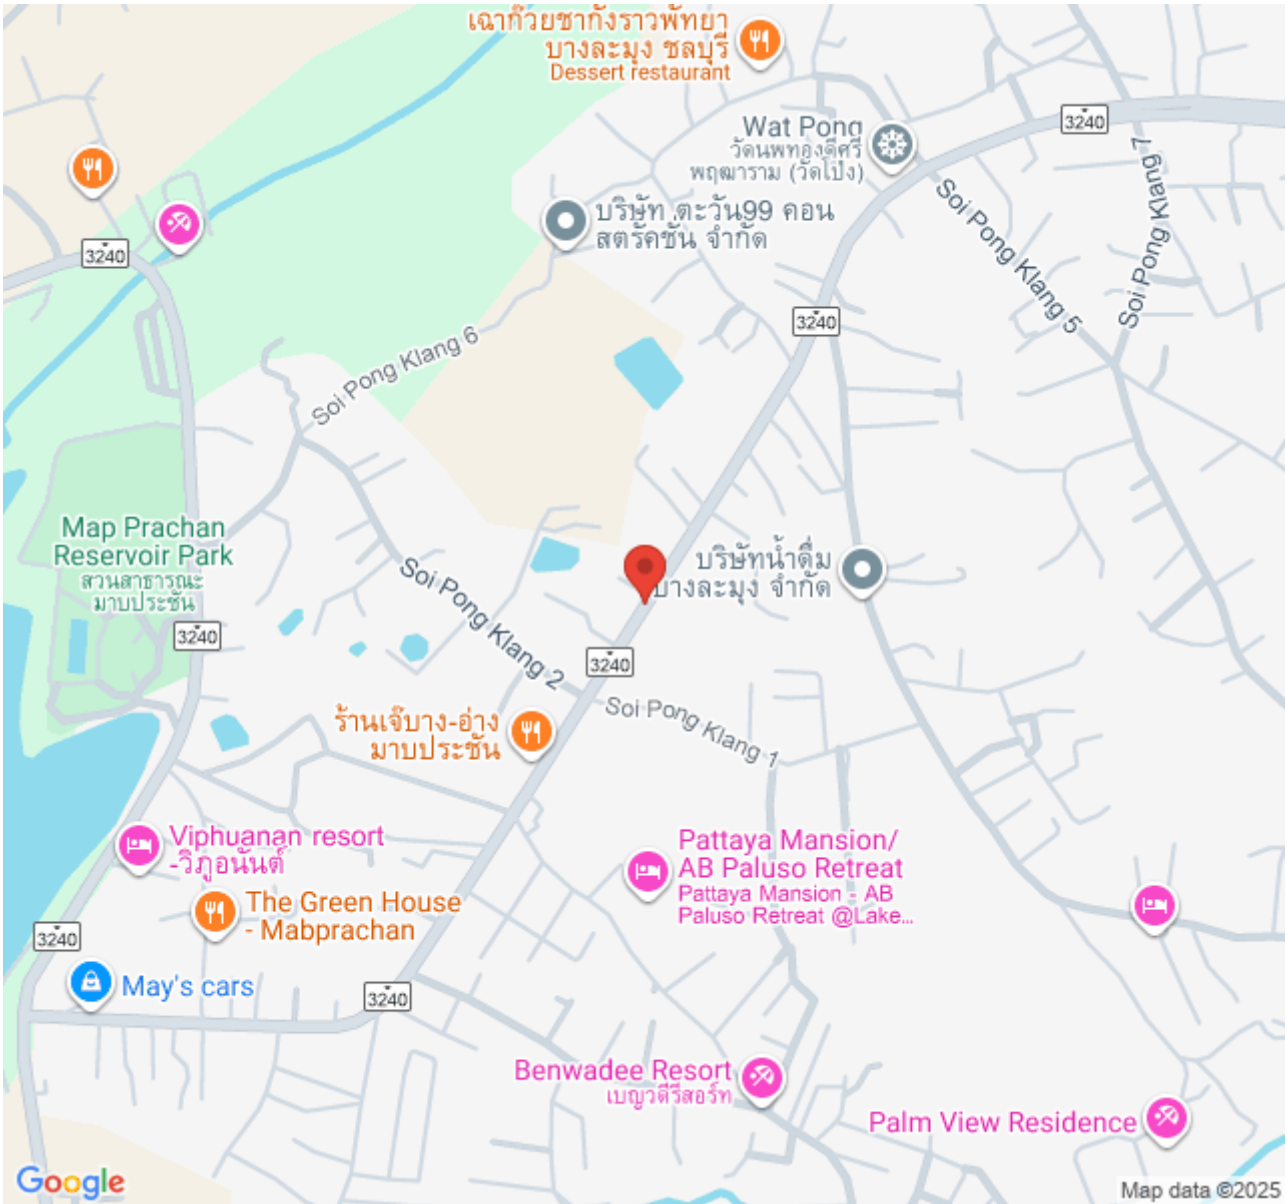 เฉาก๊วยชากังราวพัทยา
บางละมุง ชลบุรี
Dessert restaurant
3240
Wat Pong
วัดนพทองดีศรี
พฤฒาราม (วัดโป่ง)
บริษัท ตะวัน99 คอน
สตรัคชั่น จำกัด
Soi Pong Klang 7
Soi Pong Klang 5
3240
3240
Soi Pong Klang 6
Map Prachan
Reservoir Park
สวนสาธารณะ
มาบประชัน
บริษัทน้ำดื่ม
บางละมุง จำกัด
Soi Pong Klang 2
3240
3240
Soi Pong Klang 1
ร้านเจ๊บาง-อ่าง
มาบประชัน
Viphuanan resort
-วิภูอนันต์
Pattaya Mansion/
AB Paluso Retreat
Pattaya Mansion - AB
Paluso Retreat @Lake...
The Green House
- Mabprachan
3240
May's cars
3240
Benwadee Resort
เบญวดีรีสอร์ท
Palm View Residence
Google
Map data ©2025